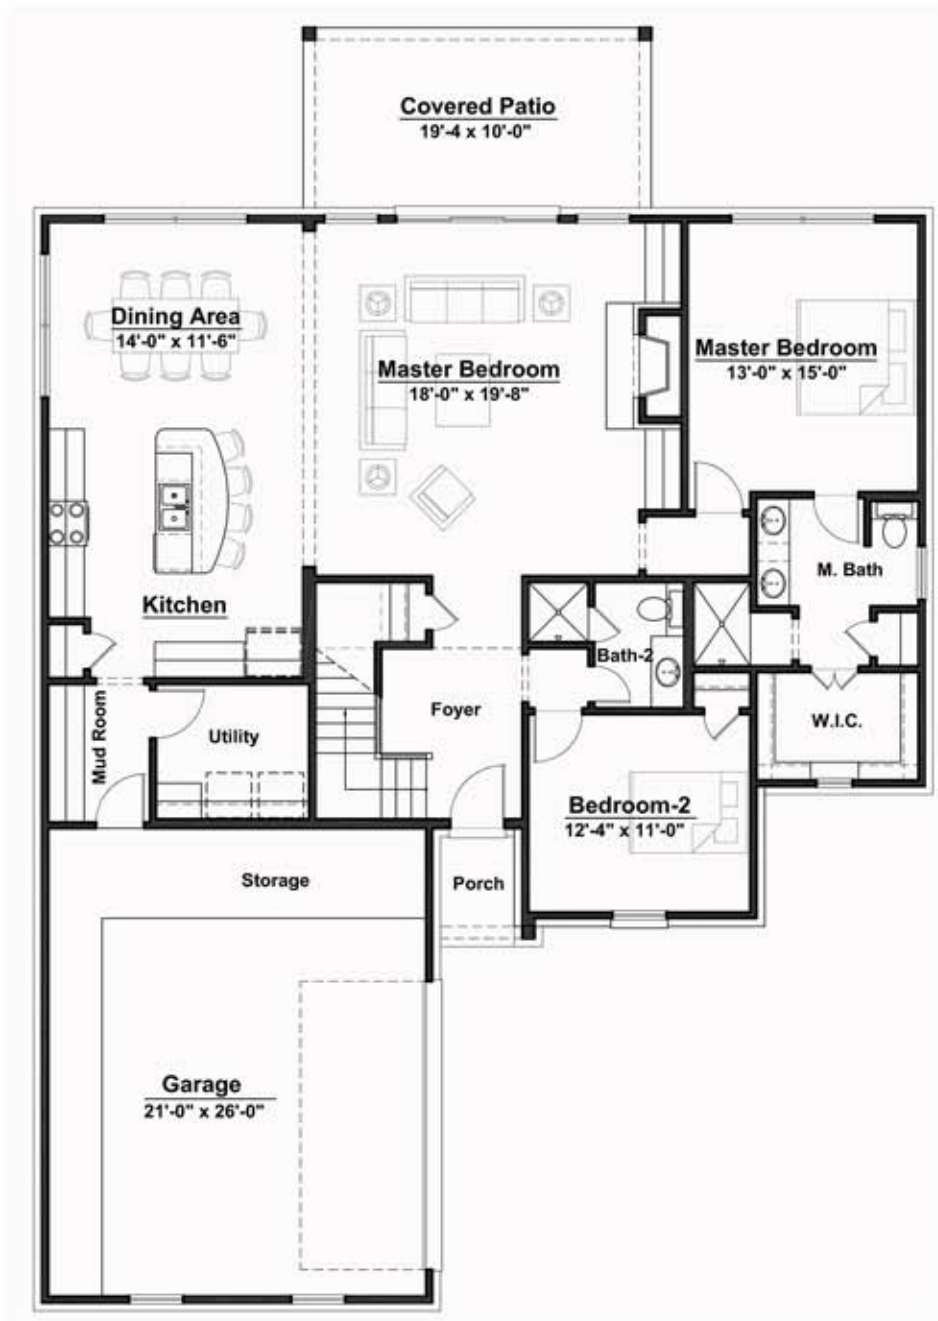 Covered Patio
19'-4 x 10'-0"
Dining Area
14'-0" x 11'-6"
Master Bedroom
18'-0" x 19'-8"
Master Bedroom
13'-0" x 15'-0"
M. Bath
Kitchen
Bath-2
Foyer
W.I.C.
Mud Room
Utility
Bedroom-2
12'-4" x 11'-0"
Storage
Porch
Garage
21'-0" x 26'-0"